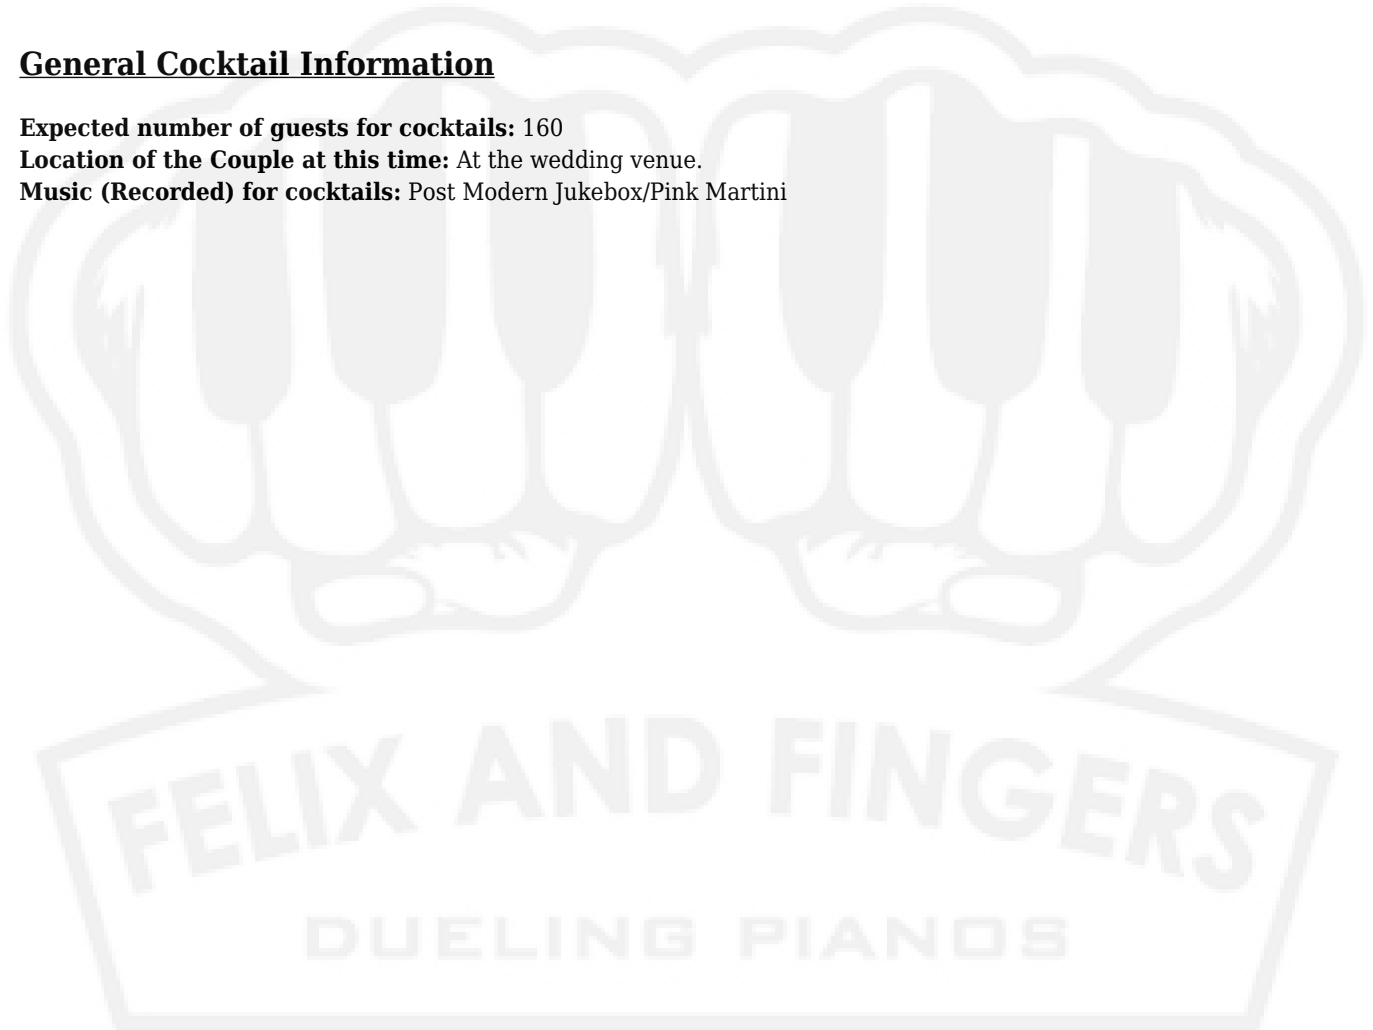 General Cocktail Information
Expected number of guests for cocktails: 160
Location of the Couple at this time: At the wedding venue.
Music (Recorded) for cocktails: Post Modern Jukebox/Pink Martini
FELIX AND FINGERS
DUELING PIANOS